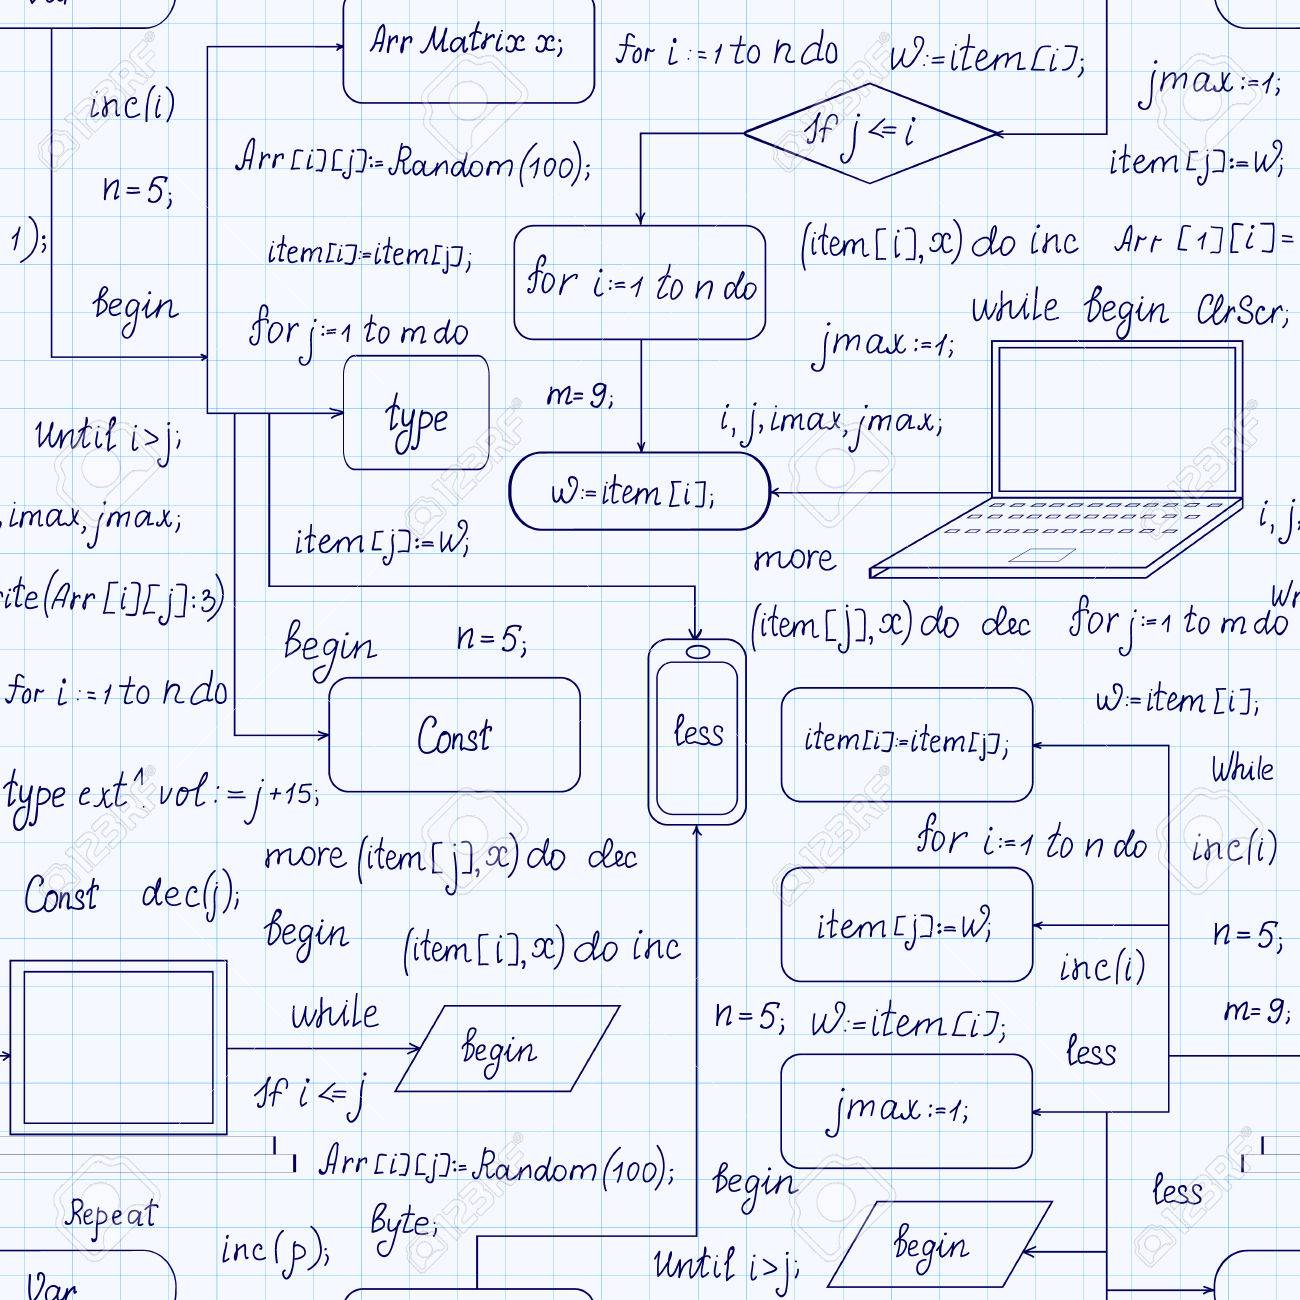 Arr Matrix x;
for i:=1 to n do
w:=item[i];
jmax:=1;
inc(i)
If j<=i
Arr[i][j]:=Random(100);
item[j]:=w;
n=5;
1);
item[i]:=item[j];
(item[i],x) do inc
Arr [1][i]=
for i:=1 to n do
begin
while begin ClrScr;
for j:=1 to m do
jmax:=1;
type
m=9;
i, j, imax, jmax;
Until i>j;
w:=item[i];
, imax, jmax;
i, j,
item[j]:=w;
more
rite(Arr[i][j]:3)
Wr
(item[j],x) do dec
for j:=1 to m do
begin
n=5;
for i:=1 to n do
w:=item[i];
Const
less
item[i]:=item[j];
While
type ext^1. vol:=j+15;
for i:=1 to n do
inc(i)
more (item[j],x) do dec
Const dec(j);
begin
(item[i],x) do inc
item[j]:=w;
n=5;
inc(i)
while
n=5;
w:=item[i];
m=9;
begin
less
If i<=j
jmax:=1;
Arr[i][j]:=Random(100);
begin
less
Repeat
Byte;
inc(p);
Until i>j;
begin
Var